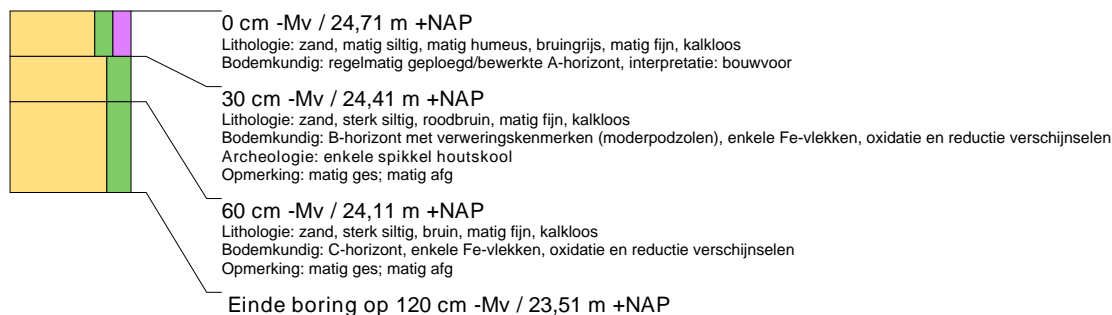 0 cm -Mv / 24,71 m +NAP
Lithologie: zand, matig siltig, matig humeus, bruingrijs, matig fijn, kalkloos
Bodemkundig: regelmatig geploegd/bewerkte A-horizont, interpretatie: bouwvoor
30 cm -Mv / 24,41 m +NAP
Lithologie: zand, sterk siltig, roodbruin, matig fijn, kalkloos
Bodemkundig: B-horizont met verweringskenmerken (moderpodzolen), enkele Fe-vlekken, oxidatie en reductie verschijnselen
Archeologie: enkele spikkel houtskool
Opmerking: matig ges; matig afg
60 cm -Mv / 24,11 m +NAP
Lithologie: zand, sterk siltig, bruin, matig fijn, kalkloos
Bodemkundig: C-horizont, enkele Fe-vlekken, oxidatie en reductie verschijnselen
Opmerking: matig ges; matig afg
Einde boring op 120 cm -Mv / 23,51 m +NAP